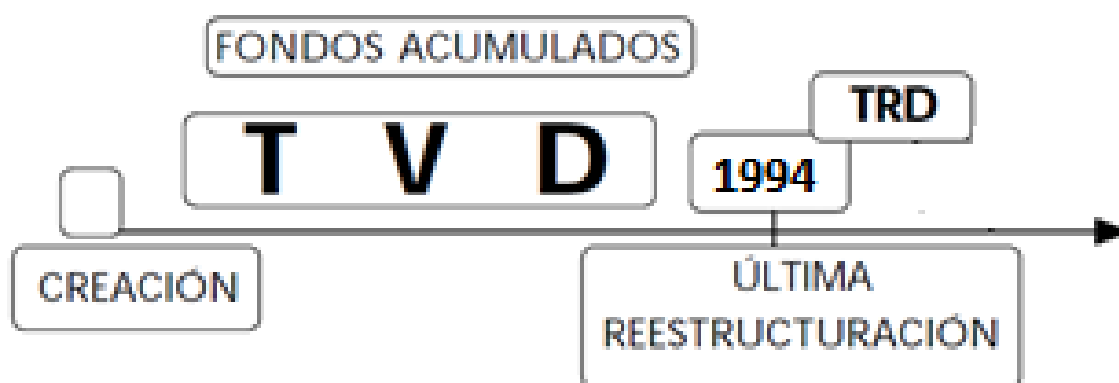 FONDOS ACUMULADOS
T V D
TRD
1994
CREACIÓN
ÚLTIMA
REESTRUCTURACIÓN